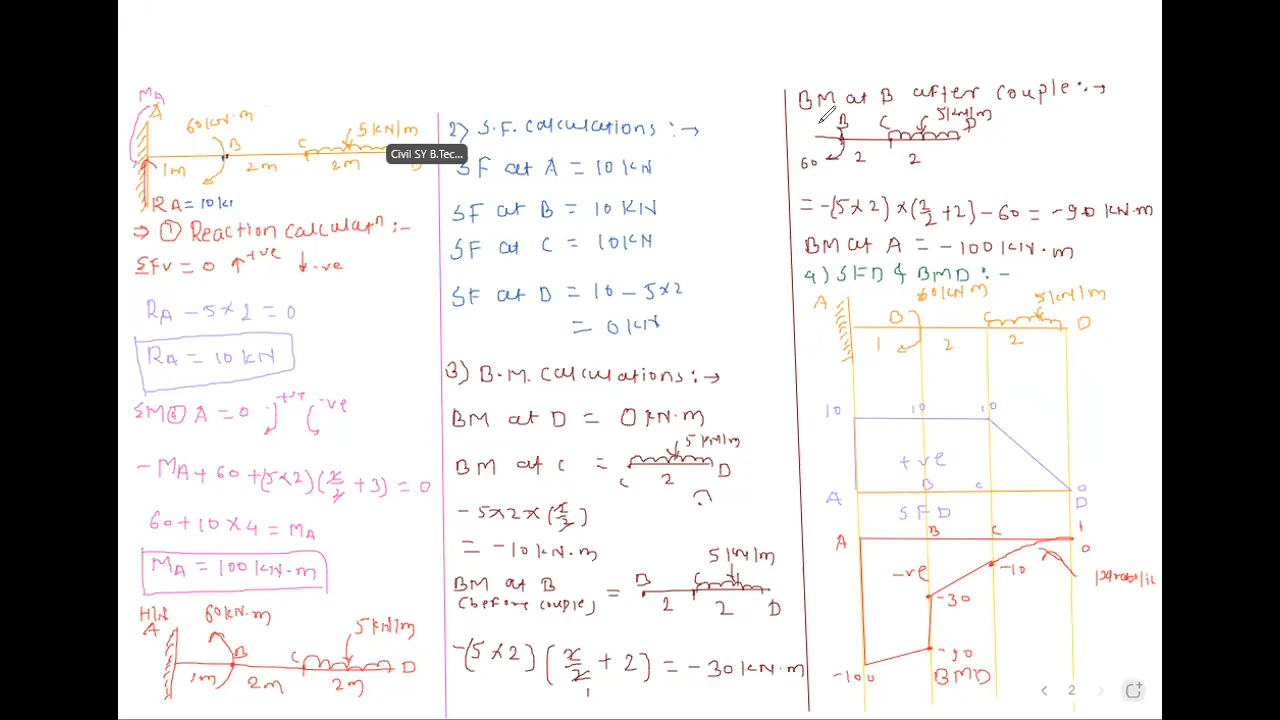 MA
A
60 kN·m
B
C
5 kN/m
1m
2m
2m
Civil SY B.Tec...
RA = 10 kN
⇒ ① Reaction calculatⁿ :-
ΣFv = 0 ↑+ve ↓-ve
RA - 5×2 = 0
RA = 10 kN
ΣM @ A = 0 +ve -ve
- MA + 60 + (5×2)(2/2 + 3) = 0
60 + 10 × 4 = MA
MA = 100 kN·m
H/W
A
60 kN·m
B
C
5 kN/m
D
1m
2m
2m
2) S.F. calculations :→
SF at A = 10 kN
SF at B = 10 KN
SF at C = 10 kN
SF at D = 10 - 5×2
= 0 kN
3) B.M. calculations :→
BM at D = 0 kN·m
BM at C =
5 kN/m
C
2
D
- 5×2×(2/2)
= -10 kN·m
BM at B
(before couple)
=
B
C
5 kN/m
2
2
D
-(5×2) (2/2 + 2) = -30 kN·m
1
BM at B after couple :→
B
C
5 kN/m
D
60
2
2
= -(5×2)×(2/2 + 2) - 60 = -90 kN·m
BM at A = -100 kN·m
4) SFD & BMD :-
A
60 kN m
B
C
5 kN/m
D
1
2
2
10
10
10
+ve
A
B
C
0
D
SFD
A
B
C
1
0
-ve
-10
-30
-90
-100
BMD
2